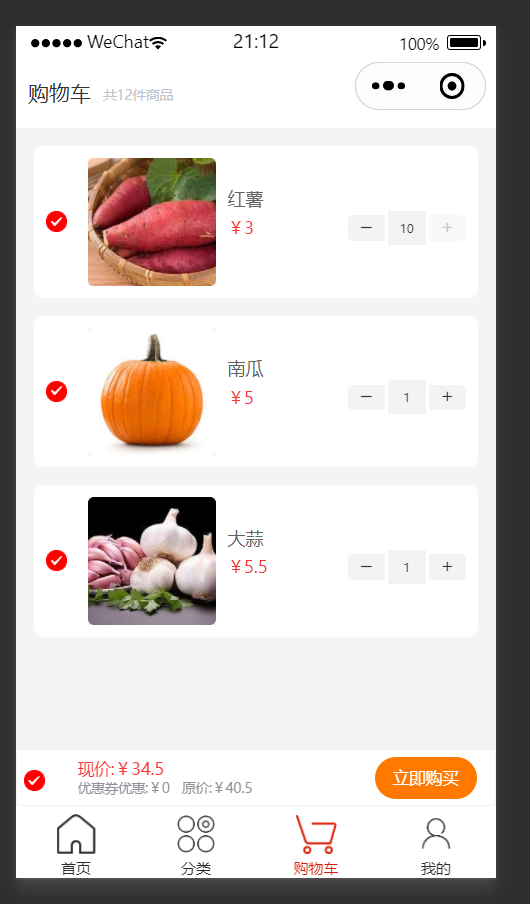 WeChat 21:12 100%
购物车 共12件商品
红薯
￥3
10
南瓜
￥5
1
大蒜
￥5.5
1
现价:￥34.5
优惠券优惠:￥0 原价:￥40.5
立即购买
首页 分类 购物车 我的